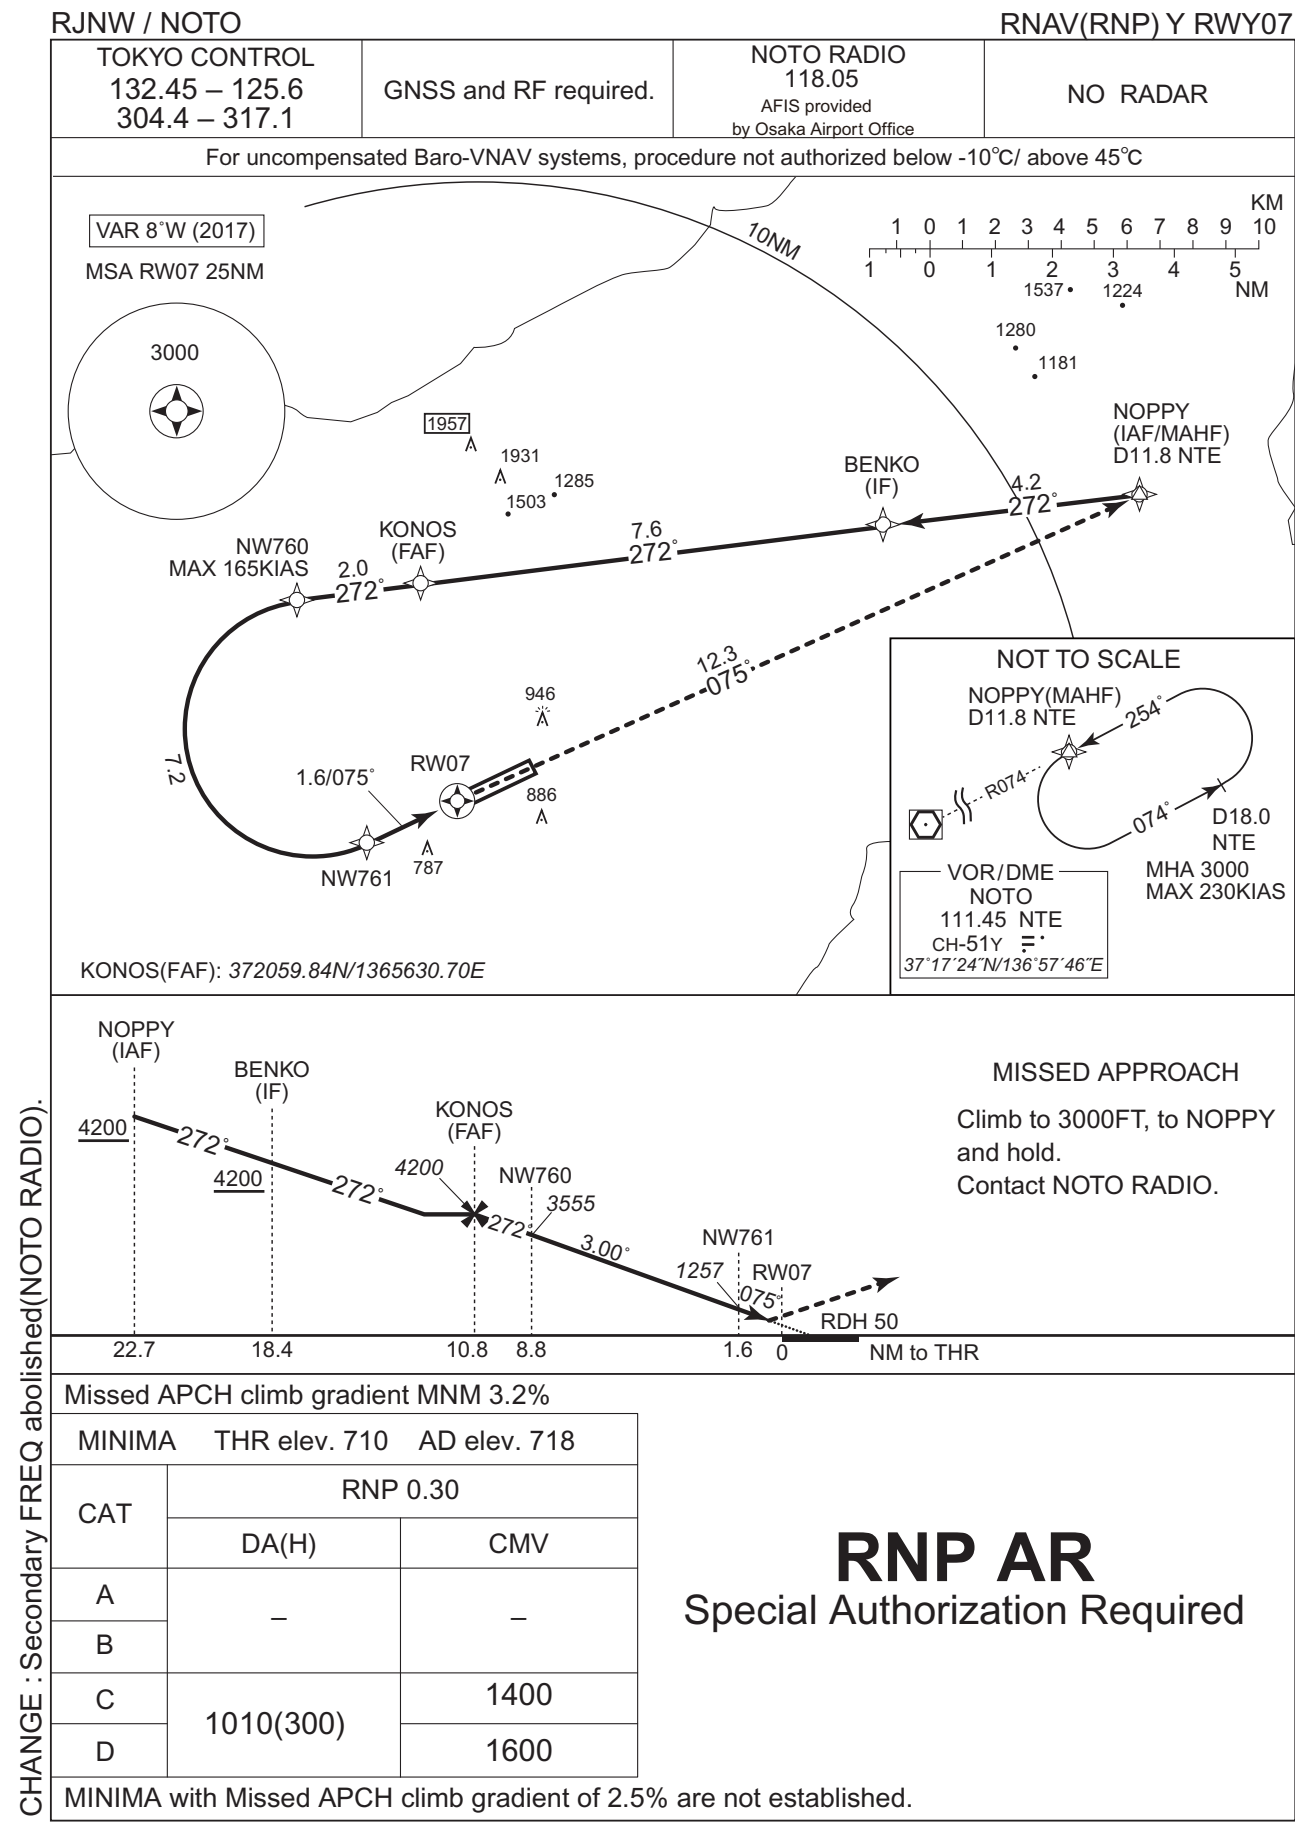 RJNW / NOTO
RNAV(RNP) Y RWY07
TOKYO CONTROL
132.45 – 125.6
304.4 – 317.1
GNSS and RF required.
NOTO RADIO
118.05
AFIS provided
by Osaka Airport Office
NO RADAR
For uncompensated Baro-VNAV systems, procedure not authorized below -10°C/ above 45°C
VAR 8°W (2017)
MSA RW07 25NM
3000
10NM
KM
1 0 1 2 3 4 5 6 7 8 9 10
1 0 1 2 3 4 5
NM
1537
1224
1280
1181
1957
1931
1285
1503
NOPPY
(IAF/MAHF)
D11.8 NTE
BENKO
(IF)
4.2
272°
7.6
272°
KONOS
(FAF)
NW760
MAX 165KIAS
2.0
272°
7.2
12.3
075°
946
RW07
1.6/075°
886
787
NW761
NOT TO SCALE
NOPPY(MAHF)
D11.8 NTE
254°
R074
074°
D18.0
NTE
MHA 3000
MAX 230KIAS
VOR/DME
NOTO
111.45 NTE
CH-51Y
37°17´24˝N/136°57´46˝E
KONOS(FAF): 372059.84N/1365630.70E
NOPPY
(IAF)
BENKO
(IF)
KONOS
(FAF)
NW760
NW761
RW07
4200
272°
4200
272°
4200
272°
3555
3.00°
1257
075°
RDH 50
22.7 18.4 10.8 8.8 1.6 0 NM to THR
MISSED APPROACH
Climb to 3000FT, to NOPPY
and hold.
Contact NOTO RADIO.
Missed APCH climb gradient MNM 3.2%
MINIMA THR elev. 710 AD elev. 718
CAT
RNP 0.30
DA(H) CMV
A
– –
B
C
1010(300)
1400
D
1600
MINIMA with Missed APCH climb gradient of 2.5% are not established.
RNP AR
Special Authorization Required
CHANGE : Secondary FREQ abolished(NOTO RADIO).